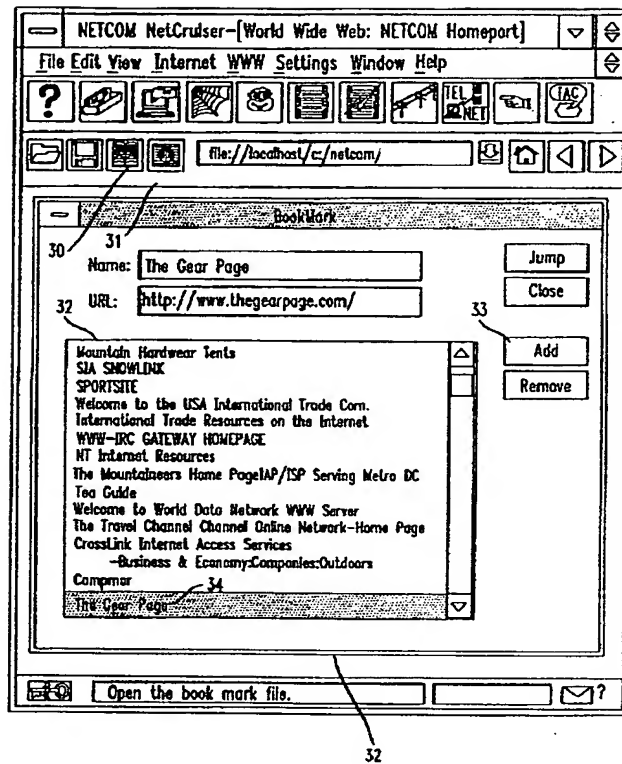 NETCOM NetCruiser-[World Wide Web: NETCOM Homeport]
File Edit View Internet WWW Settings Window Help
? TEL NET IAC
file://localhost/c:/netcom/
30 31
BookMark
Name: The Gear Page
Jump
URL: http://www.thegearpage.com/
Close
32 33
Add
Remove
Mountain Hardwear Tents
SIA SNOWLINK
SPORTSITE
Welcome to the USA International Trade Com.
International Trade Resources on the Internet
WWW-IRC GATEWAY HOMEPAGE
NT Internet Resources
The Mountaineers Home PageIAP/ISP Serving Metro DC
Tea Guide
Welcome to World Data Network WWW Server
The Travel Channel Channel Online Network-Home Page
CrossLink Internet Access Services
-Business & Economy:Companies:Outdoors
Campmor
34
The Gear Page
Open the book mark file.
?
32